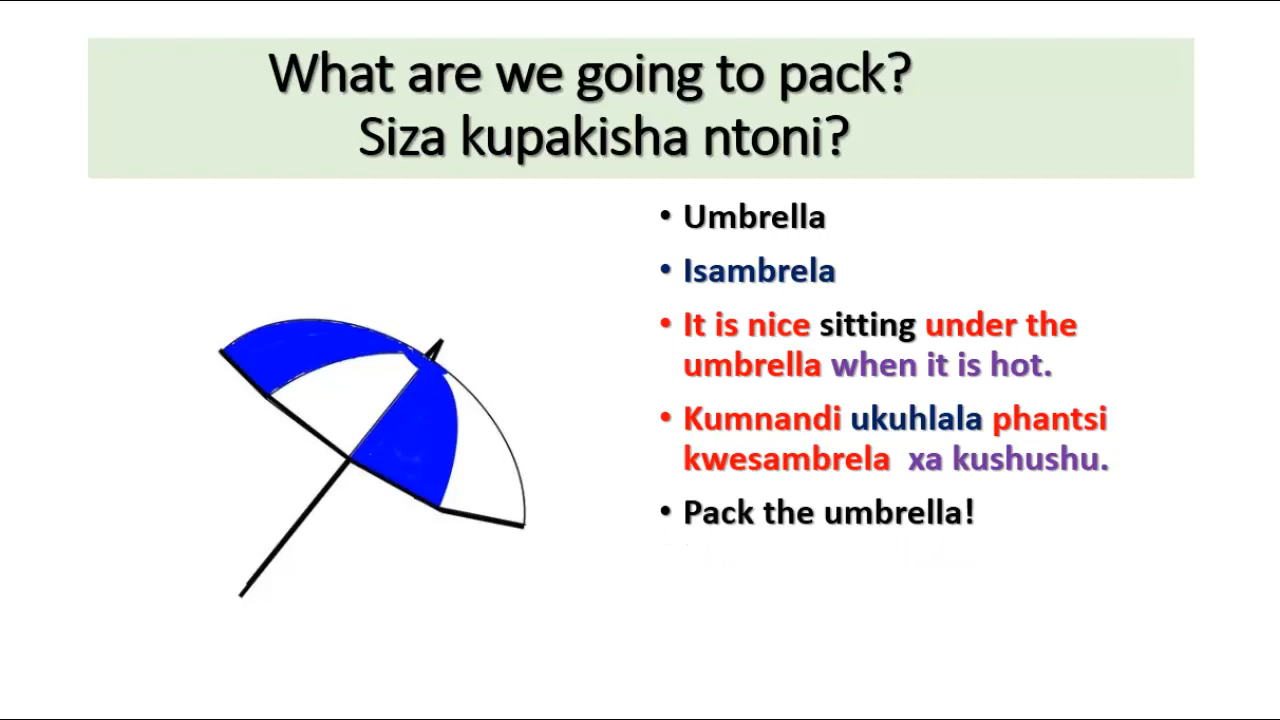 What are we going to pack?
Siza kupakisha ntoni?
• Umbrella
• Isambrela
• It is nice sitting under the
umbrella when it is hot.
• Kumnandi ukuhlala phantsi
kwesambrela xa kushushu.
• Pack the umbrella!